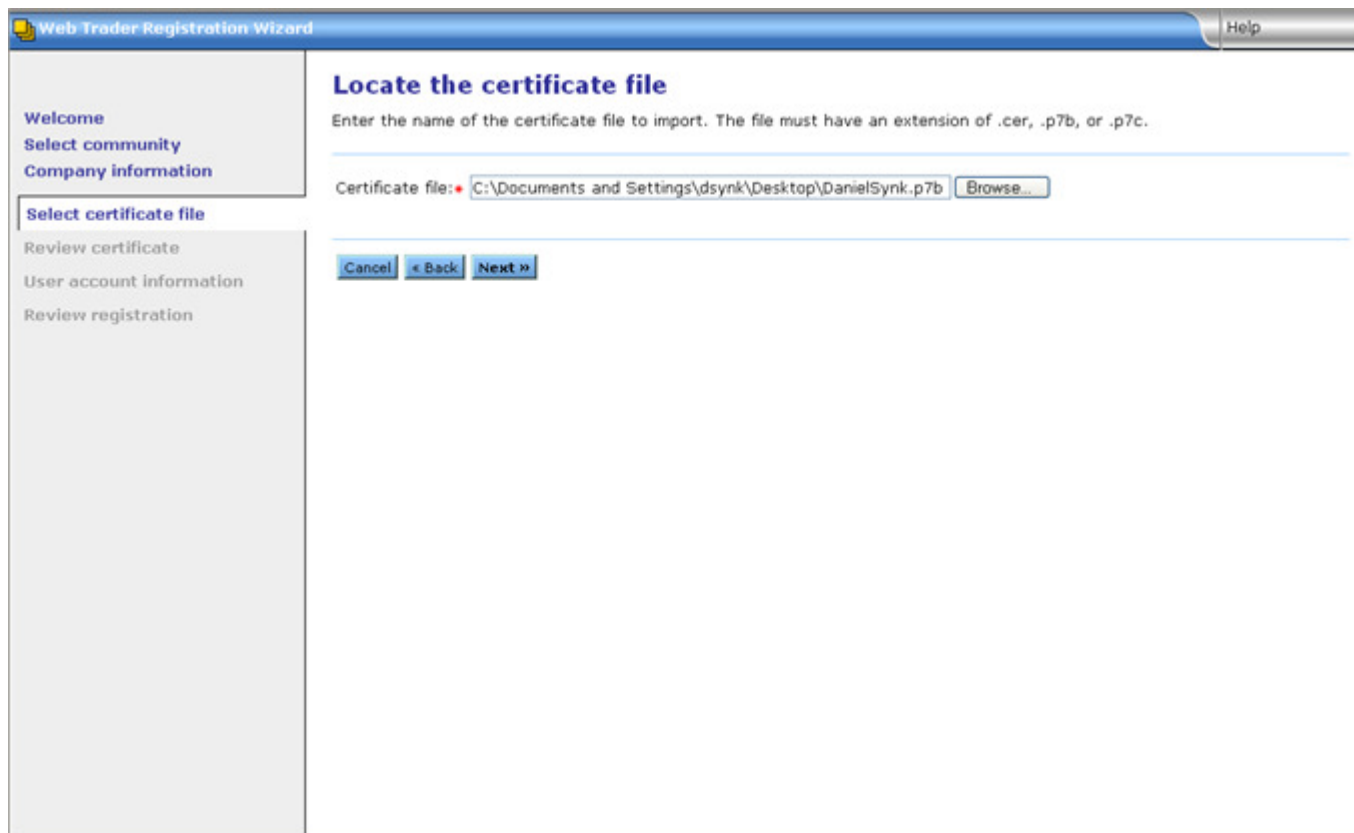 Web Trader Registration Wizard
Help
Welcome
Select community
Company information
Select certificate file
Review certificate
User account information
Review registration
Locate the certificate file
Enter the name of the certificate file to import. The file must have an extension of .cer, .p7b, or .p7c.
Certificate file:• C:\Documents and Settings\dsynk\Desktop\DanielSynk.p7b Browse...
Cancel « Back Next »